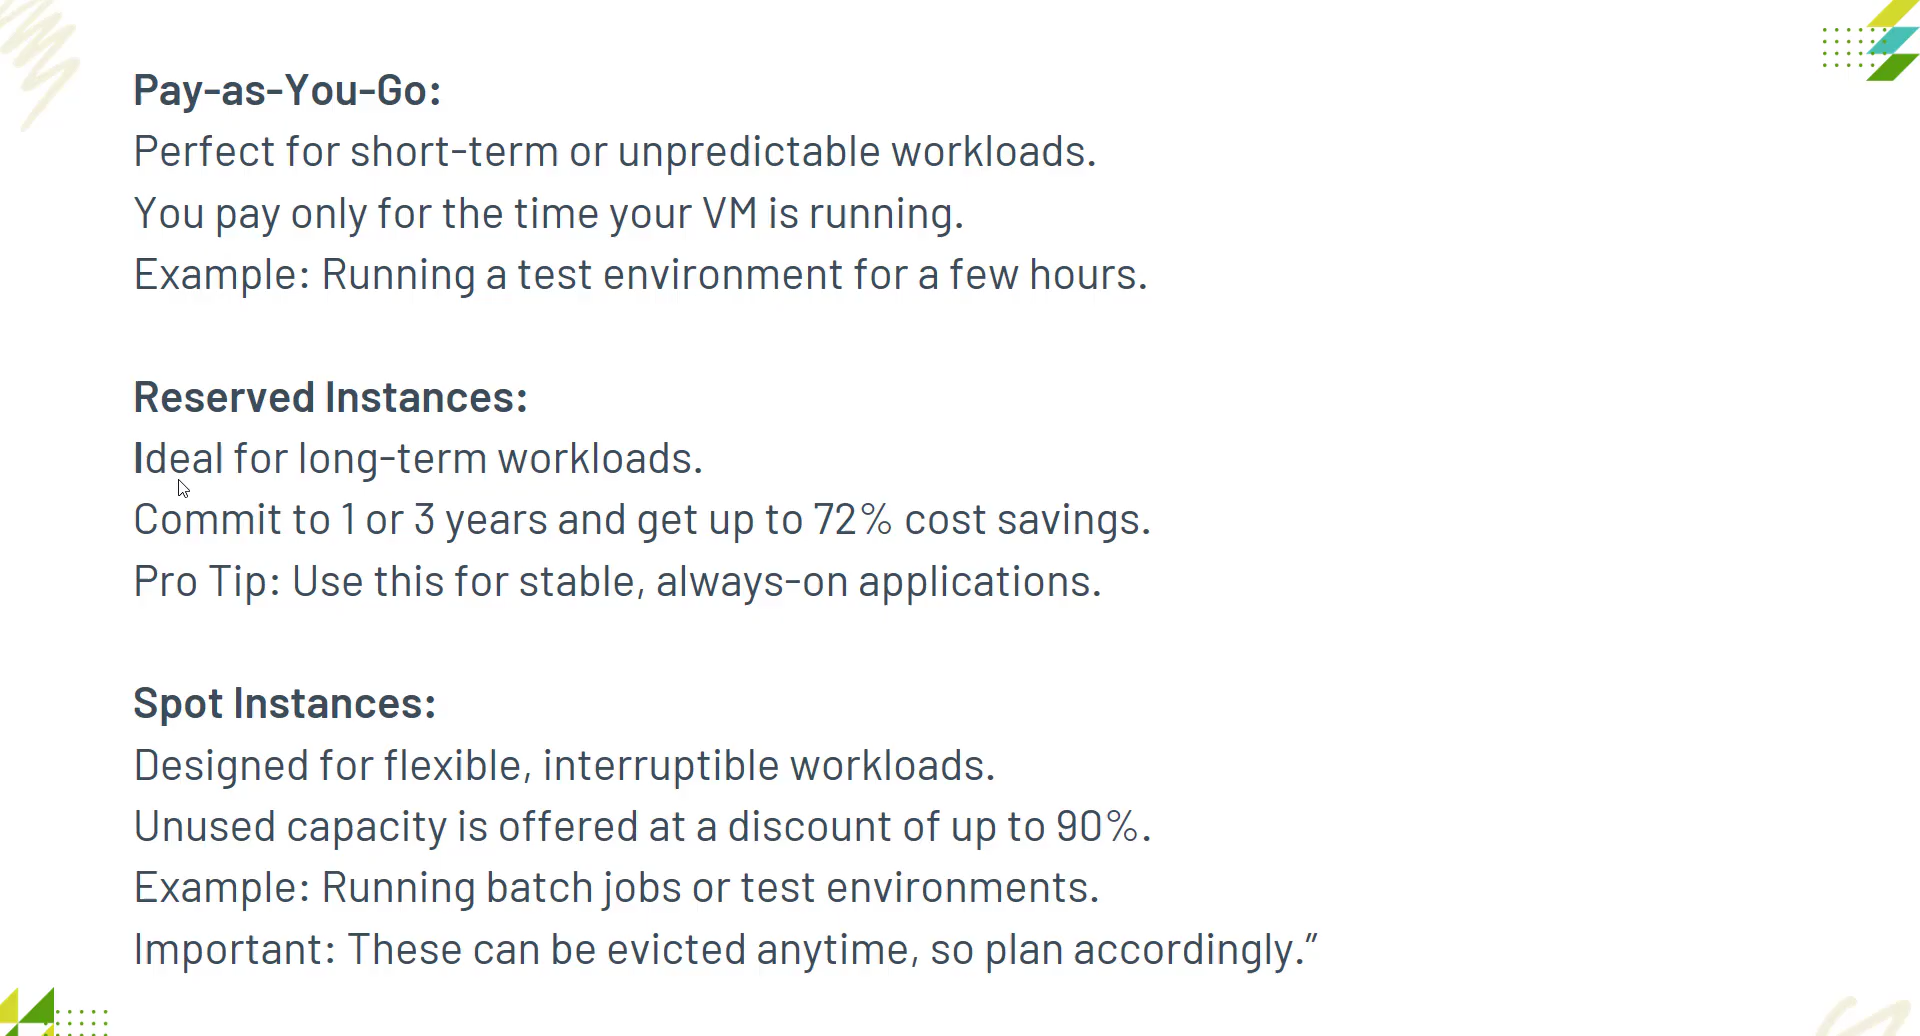 Pay-as-You-Go:
Perfect for short-term or unpredictable workloads.
You pay only for the time your VM is running.
Example: Running a test environment for a few hours.
Reserved Instances:
Ideal for long-term workloads.
Commit to 1 or 3 years and get up to 72% cost savings.
Pro Tip: Use this for stable, always-on applications.
Spot Instances:
Designed for flexible, interruptible workloads.
Unused capacity is offered at a discount of up to 90%.
Example: Running batch jobs or test environments.
Important: These can be evicted anytime, so plan accordingly.”